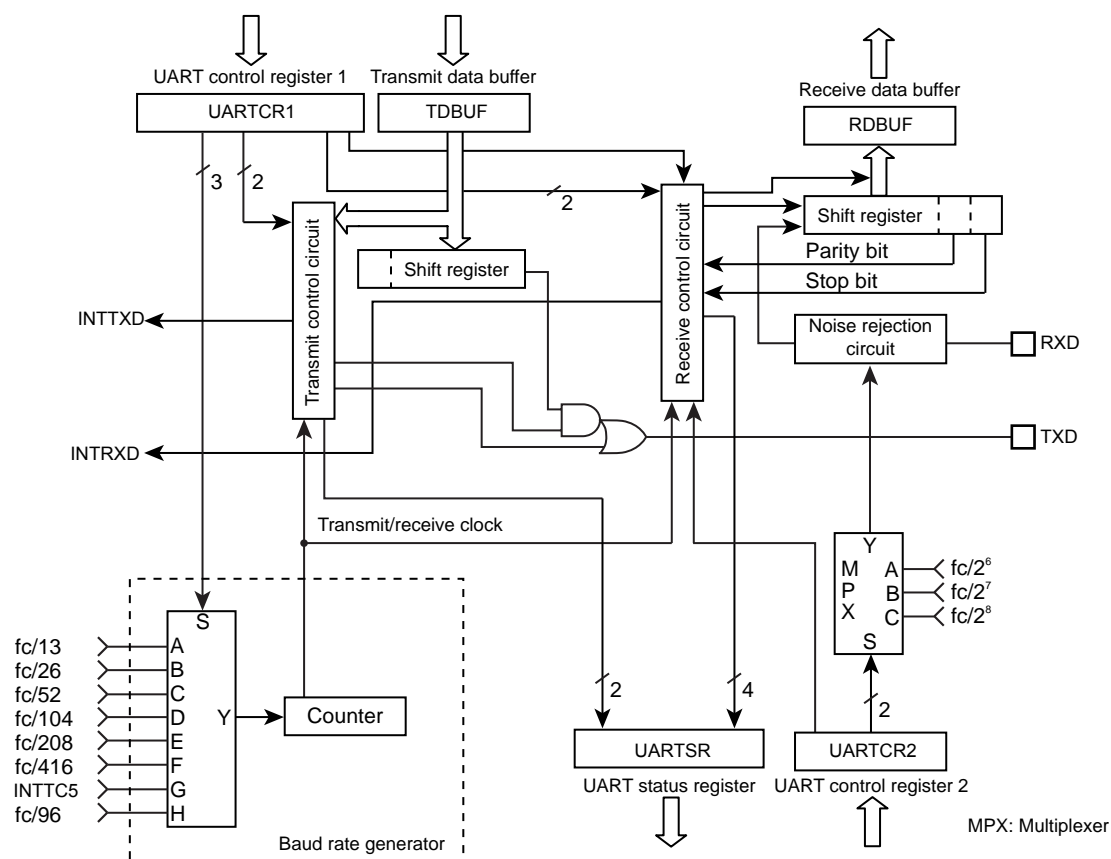 UART control register 1
Transmit data buffer
Receive data buffer
UARTCR1
TDBUF
RDBUF
3
2
2
Transmit control circuit
Shift register
Receive control circuit
Shift register
Parity bit
Stop bit
INTTXD
Noise rejection
circuit
RXD
INTRXD
TXD
Transmit/receive clock
Y
M
P
X
A
B
C
S
fc/2⁶
fc/2⁷
fc/2⁸
S
fc/13
A
fc/26
B
fc/52
C
fc/104
D
fc/208
E
fc/416
F
INTTC5
G
fc/96
H
Y
Counter
2
4
2
UARTSR
UARTCR2
UART status register
UART control register 2
Baud rate generator
MPX: Multiplexer